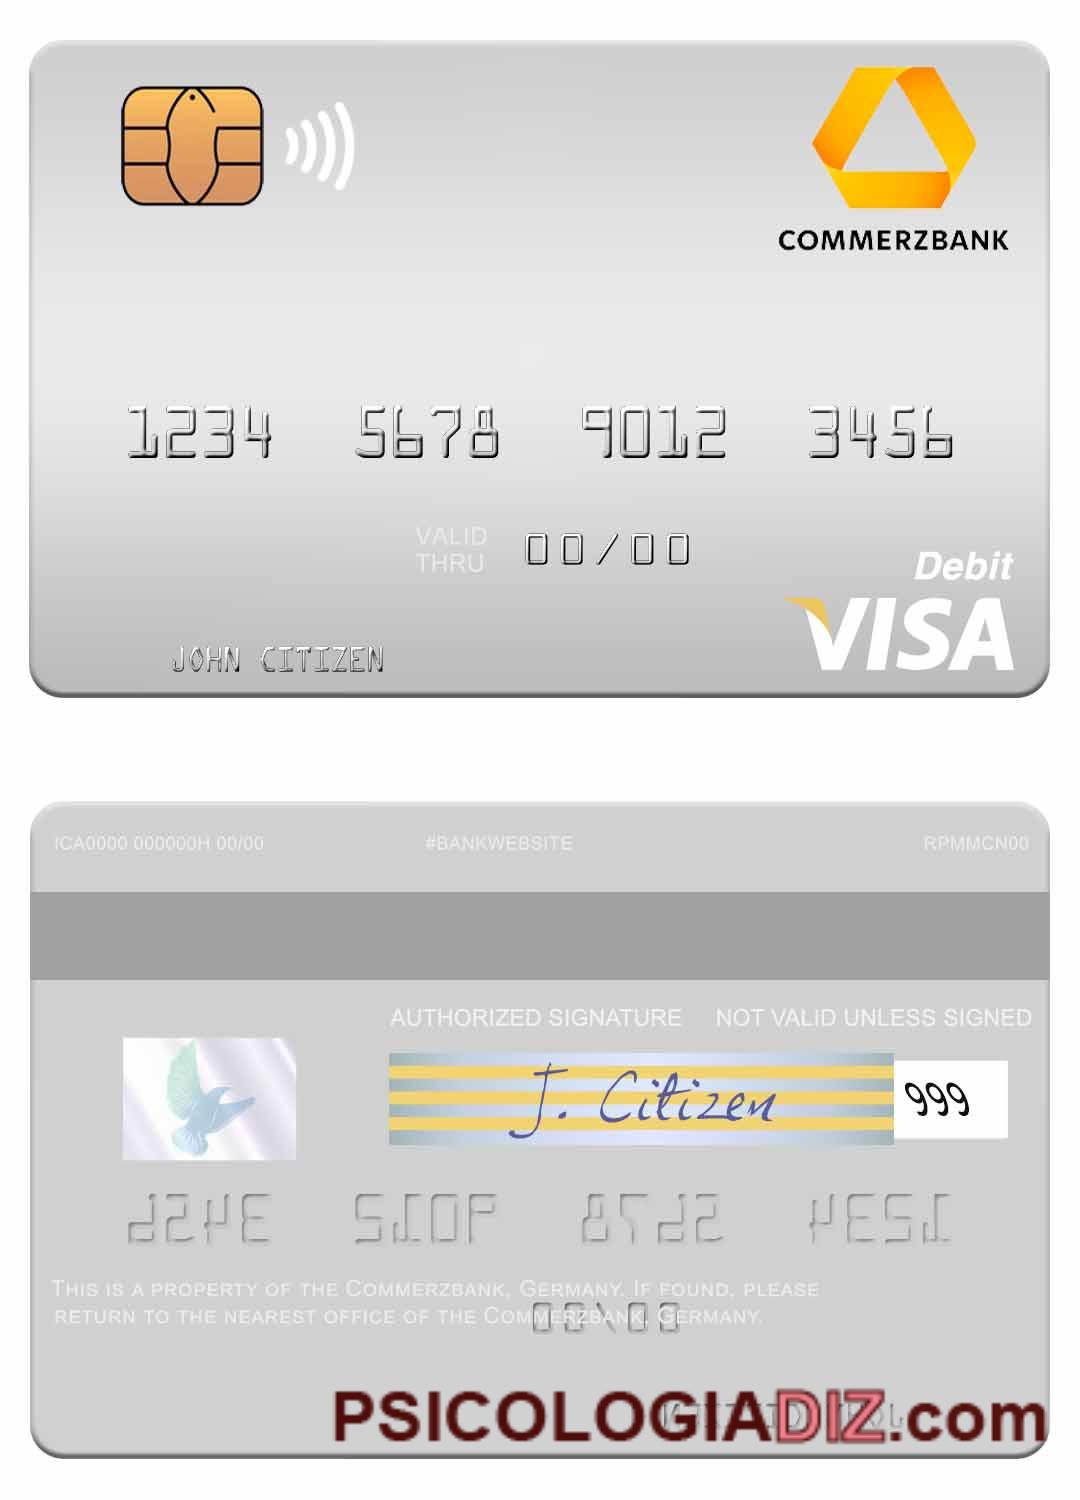 COMMERZBANK
1234 5678 9012 3456
VALID THRU 00/00
Debit
VISA
JOHN CITIZEN
ICA0000 000000H 00/00 #BANKWEBSITE RPMMCN00
AUTHORIZED SIGNATURE NOT VALID UNLESS SIGNED
J. Citizen 999
THIS IS A PROPERTY OF THE COMMERZBANK, GERMANY. IF FOUND, PLEASE
RETURN TO THE NEAREST OFFICE OF THE COMMERZBANK, GERMANY.
PSICOLOGIADIZ.com